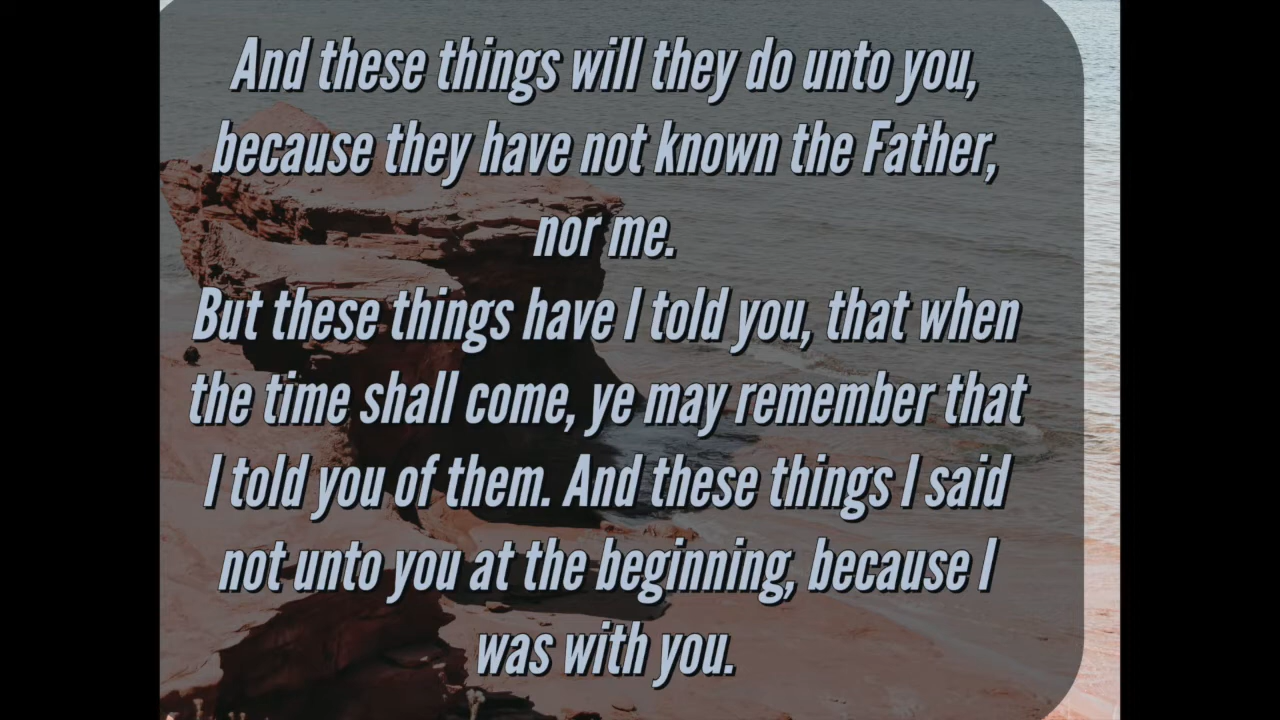 And these things will they do unto you,
because they have not known the Father,
nor me.
But these things have I told you, that when
the time shall come, ye may remember that
I told you of them. And these things I said
not unto you at the beginning, because I
was with you.